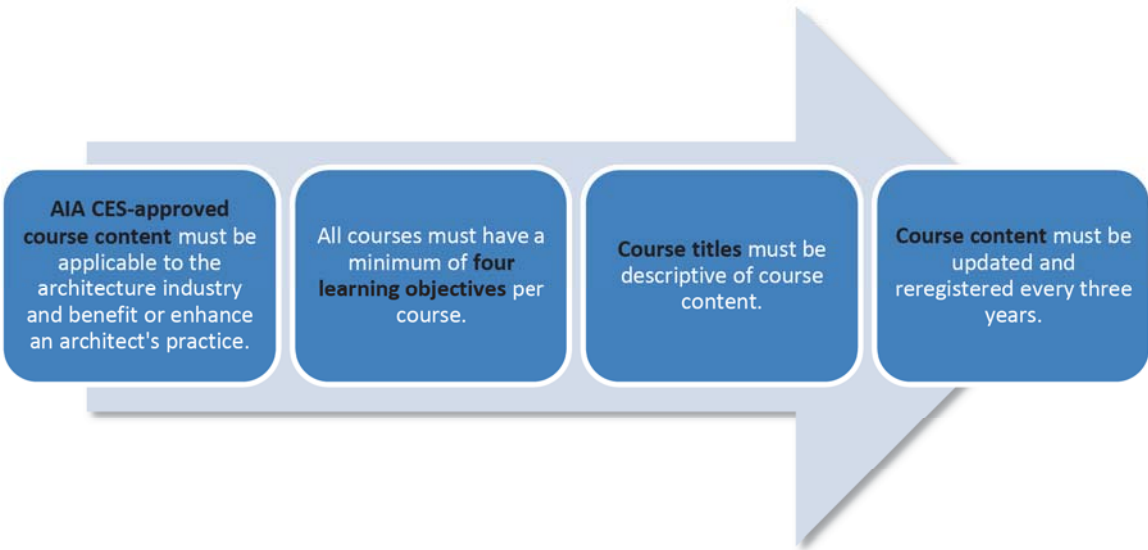 AIA CES-approved
course content must be
applicable to the
architecture industry
and benefit or enhance
an architect's practice.
All courses must have a
minimum of four
learning objectives per
course.
Course titles must be
descriptive of course
content.
Course content must be
updated and
reregistered every three
years.